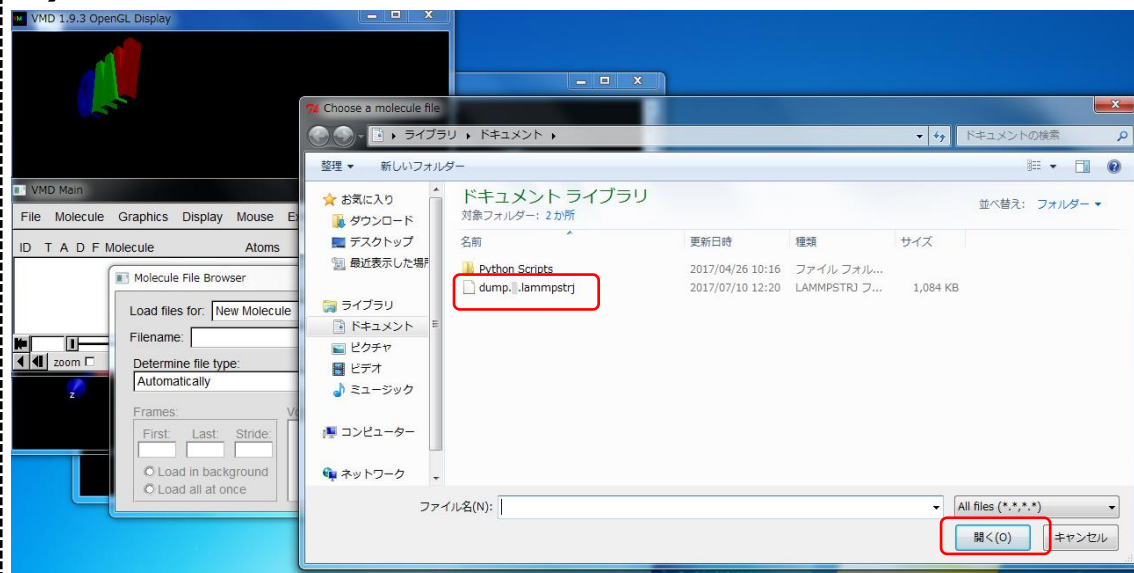 VMD 1.9.3 OpenGL Display
Choose a molecule file
ライブラリ ▸ ドキュメント ▸
ドキュメントの検索
整理 ▼ 新しいフォルダー
VMD Main
File Molecule Graphics Display Mouse
ID T A D F Molecule Atoms
お気に入り
ダウンロード
デスクトップ
最近表示した場所
ライブラリ
ドキュメント
ピクチャ
ビデオ
ミュージック
コンピューター
ネットワーク
ドキュメント ライブラリ
対象フォルダー: 2 か所
並べ替え: フォルダー ▼
名前 更新日時 種類 サイズ
Python Scripts 2017/04/26 10:16 ファイル フォル...
dump. .lammpstrj 2017/07/10 12:20 LAMMPSTRJ フ... 1,084 KB
Molecule File Browser
Load files for: New Molecule
Filename:
Determine file type:
Automatically
Frames:
First: Last: Stride:
Load in background
Load all at once
zoom
z
ファイル名(N):
All files (*.*,*.*)
開く(O) キャンセル